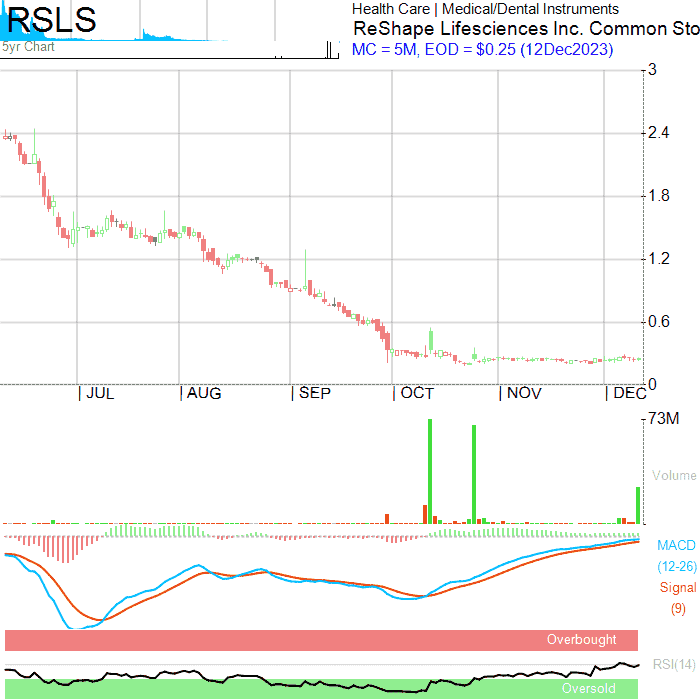 RSLS
Health Care | Medical/Dental Instruments
ReShape Lifesciences Inc. Common Sto
5yr Chart
MC = 5M, EOD = $0.25 (12Dec2023)
3
2.4
1.8
1.2
0.6
0
| JUL | AUG | SEP | OCT | NOV | DEC
73M
Volume
MACD
(12-26)
Signal
(9)
Overbought
RSI(14)
Oversold